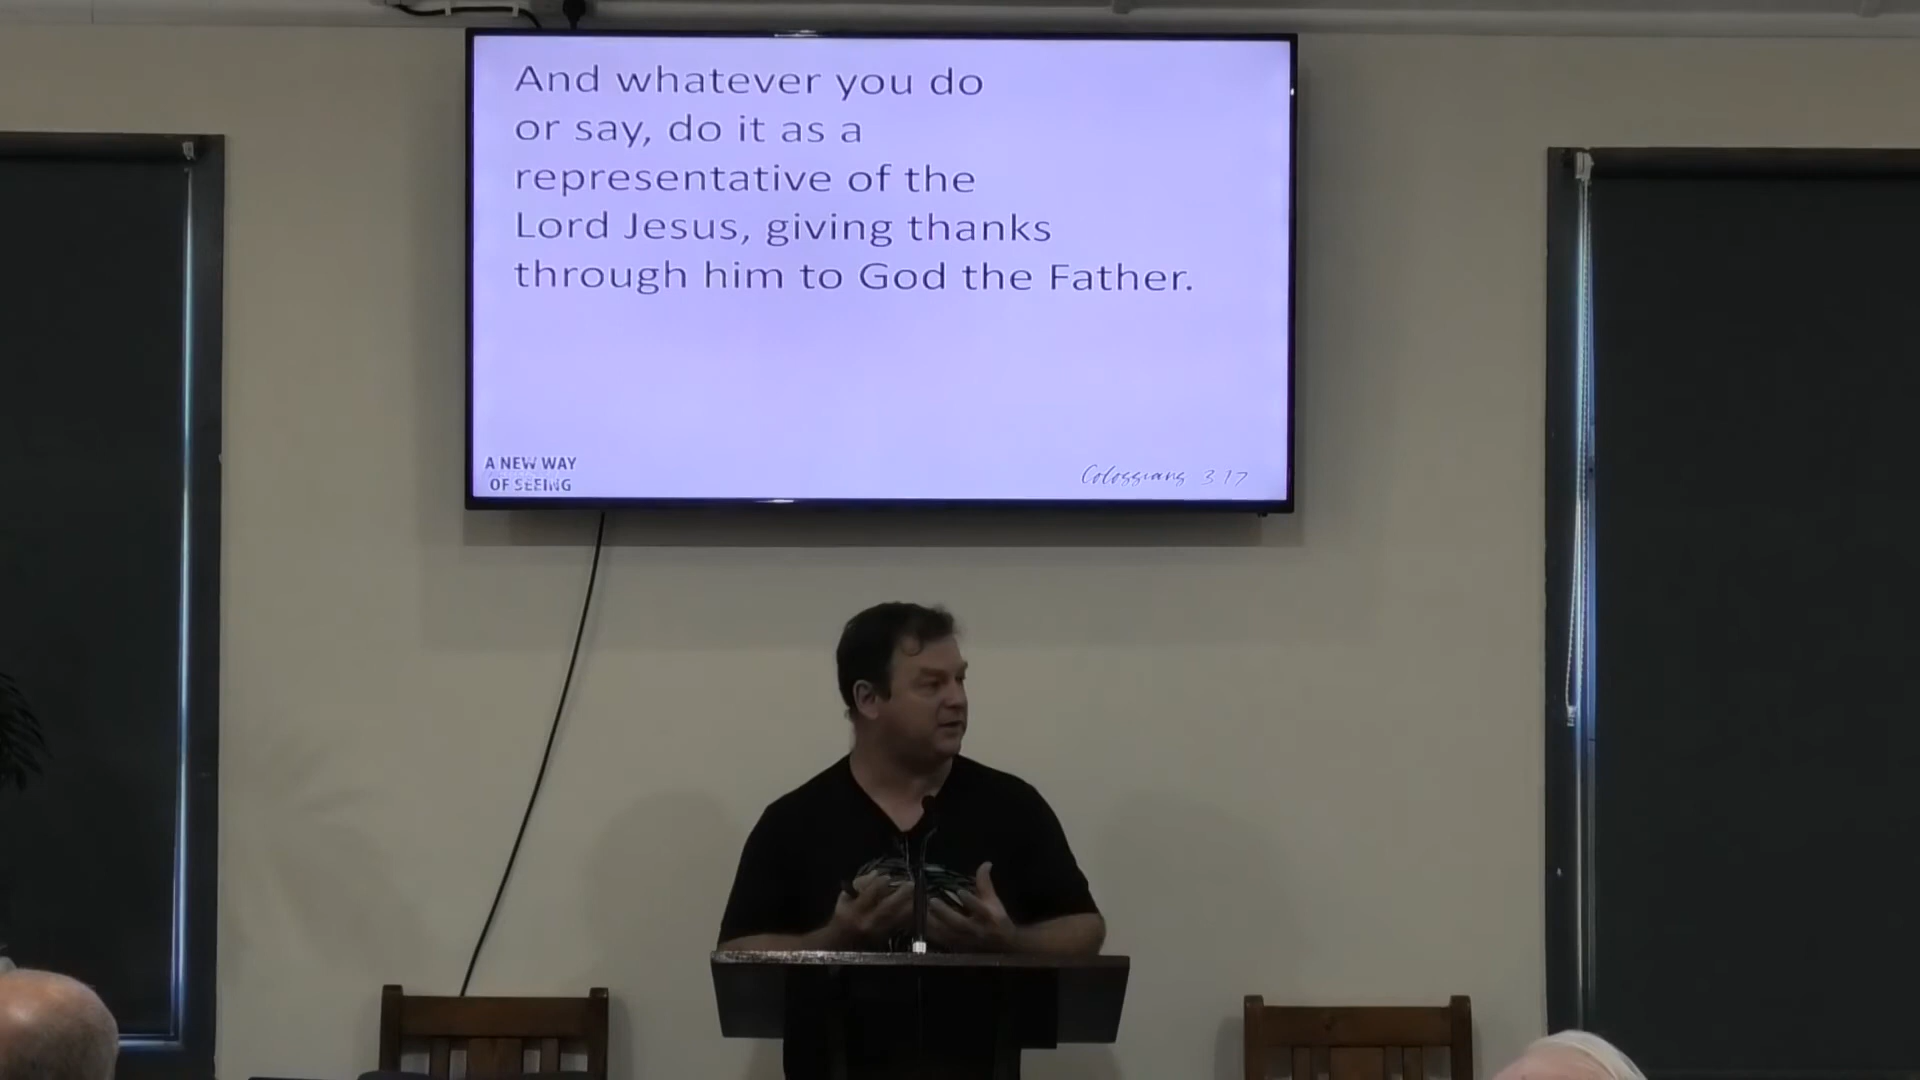 And whatever you do
or say, do it as a
representative of the
Lord Jesus, giving thanks
through him to God the Father.
A NEW WAY
OF SEEING
Colossians 3 17